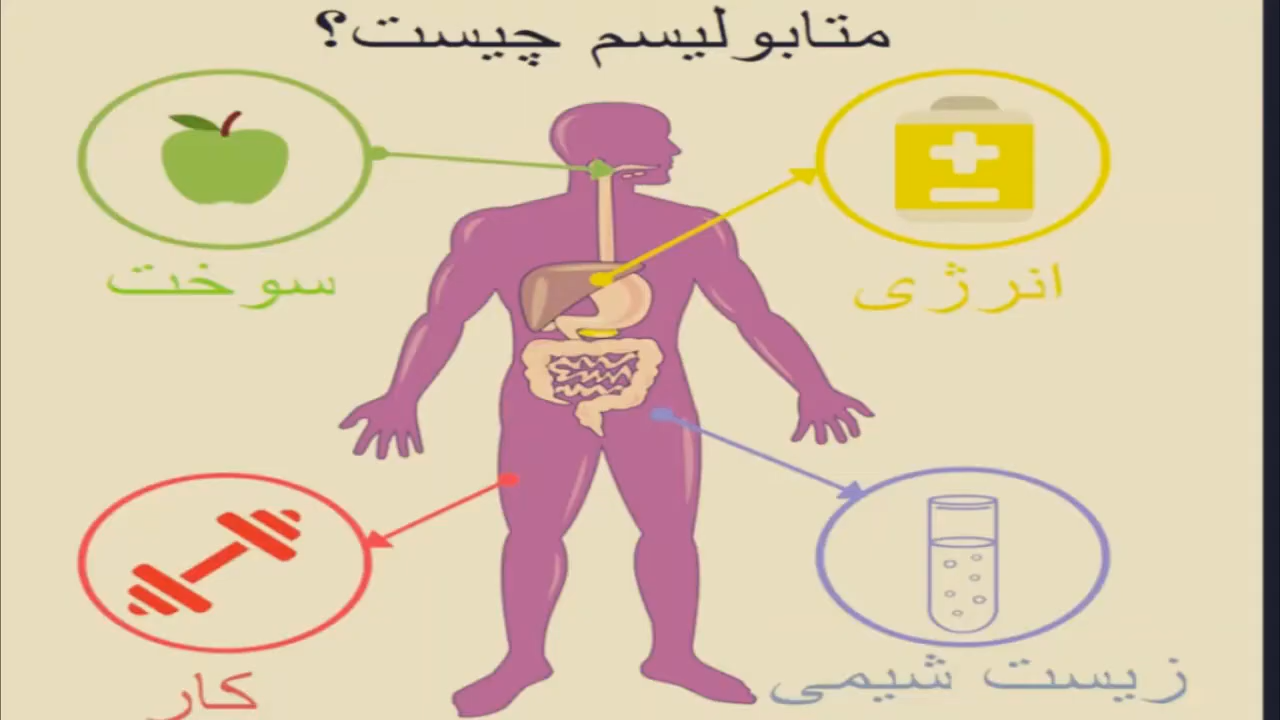 متابولیسم چیست؟
انرژی
سوخت
زیست شیمی
کار